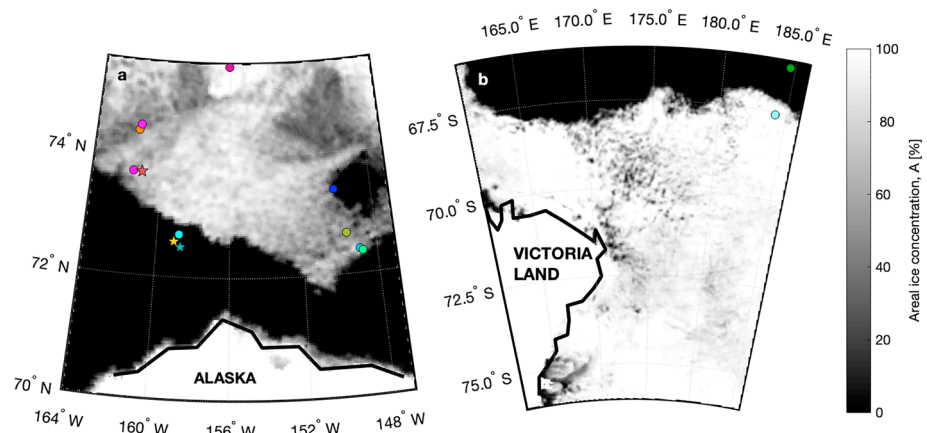 a
74° N
72° N
70° N
164° W
160° W
156° W
152° W
148° W
ALASKA
b
165.0° E
170.0° E
175.0° E
180.0° E
185.0° E
67.5° S
70.0° S
72.5° S
75.0° S
VICTORIA
LAND
100
80
60
40
20
0
Areal ice concentration, A [%]